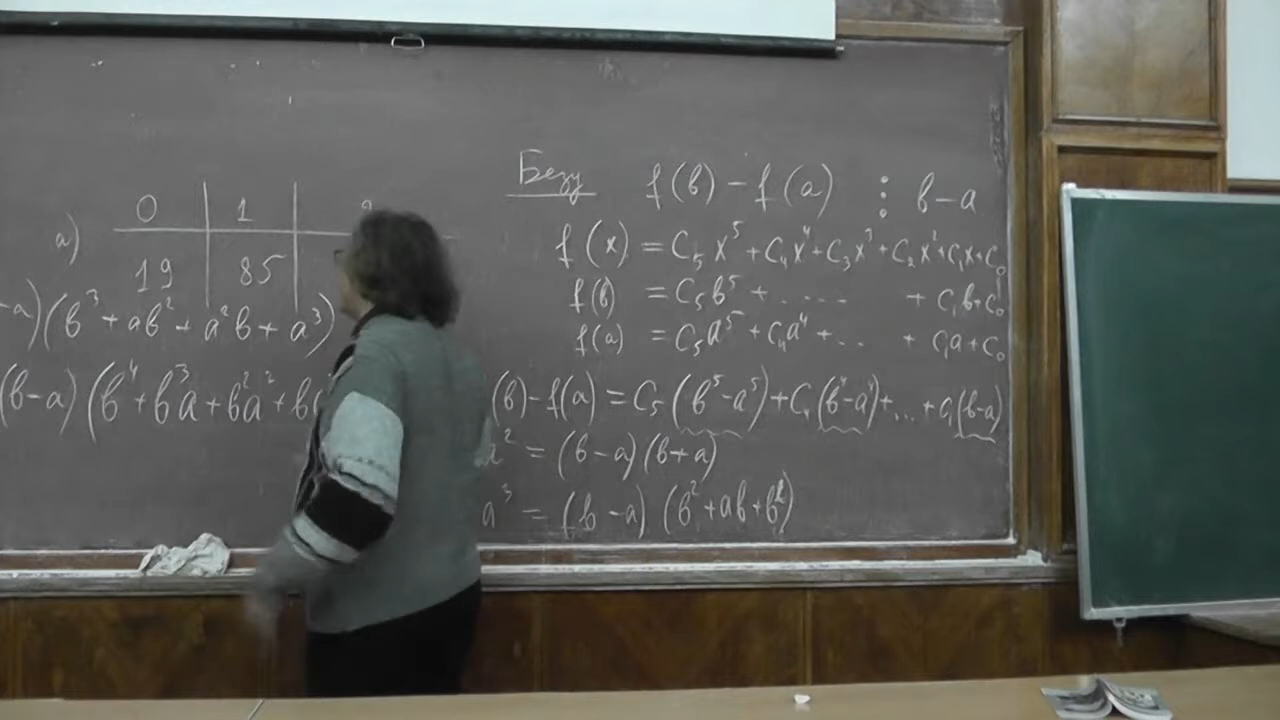 a) 0 1 2
19 85
-a)(b³+ab²+a²b+a³)
(b-a)(b⁴+b³a+b²a²+b
Безу f(b)-f(a) ⋮ b-a
f(x) = C₅x⁵+C₄x⁴+C₃x³+C₂x²+C₁x+C₀
f(b) = C₅b⁵+ ..... + C₁b+C₀
f(a) = C₅a⁵+C₄a⁴+... + C₁a+C₀
(b)-f(a) = C₅(b⁵-a⁵)+C₄(b⁴-a⁴)+...+C₁(b-a)
a² = (b-a)(b+a)
a³ = (b-a)(b²+ab+b²)